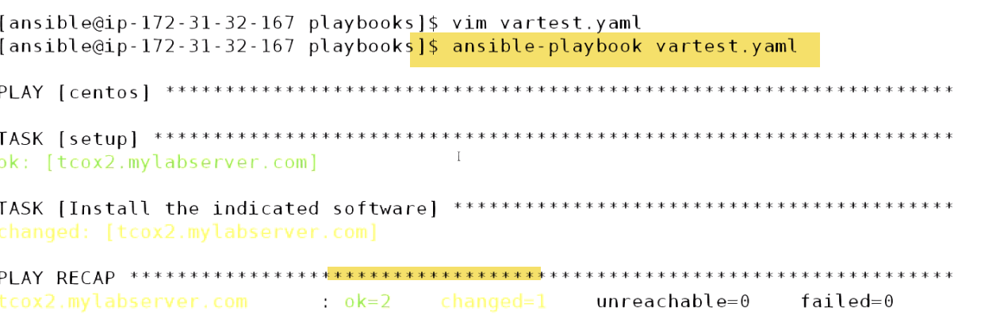 [ansible@ip-172-31-32-167 playbooks]$ vim vartest.yaml
[ansible@ip-172-31-32-167 playbooks]$ ansible-playbook vartest.yaml
PLAY [centos] ******************************************************************
TASK [setup] *******************************************************************
ok: [tcox2.mylabserver.com]
TASK [Install the indicated software] ******************************************
changed: [tcox2.mylabserver.com]
PLAY RECAP *********************************************************************
tcox2.mylabserver.com : ok=2 changed=1 unreachable=0 failed=0